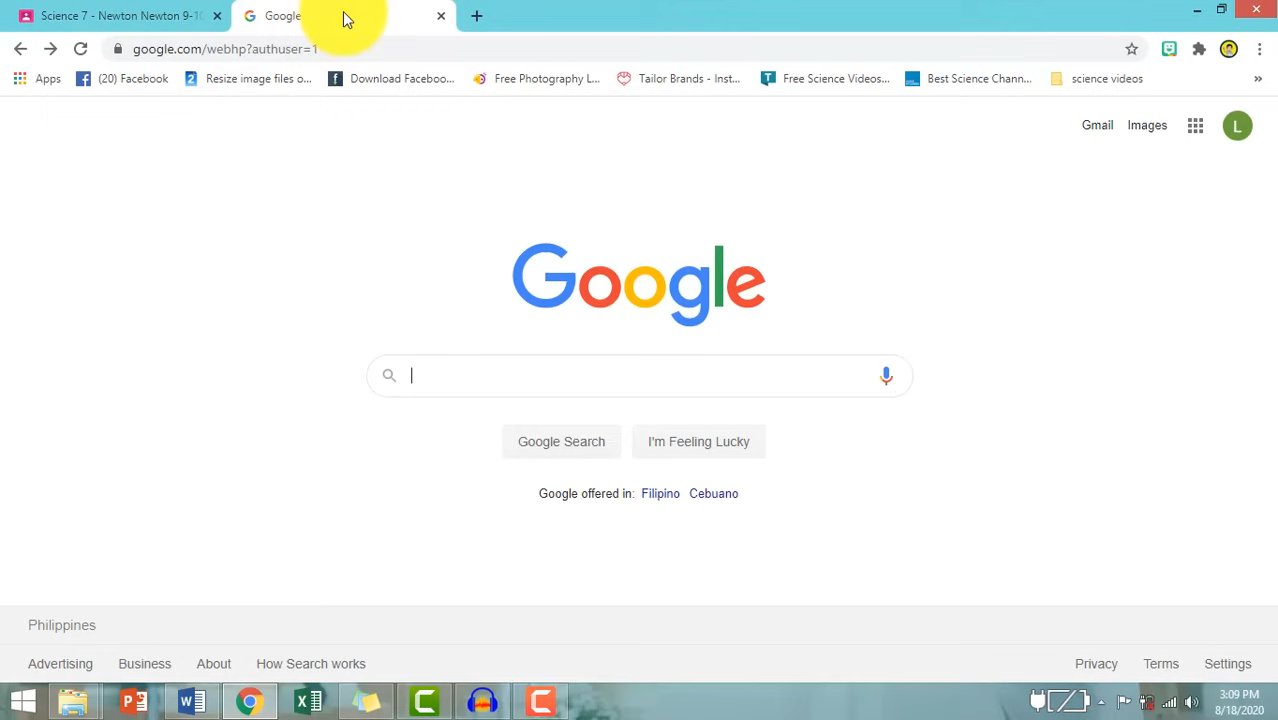 Science 7 - Newton Newton 9-10
Google
google.com/webhp?authuser=1
Apps
(20) Facebook
Resize image files o...
Download Faceboo...
Free Photography L...
Tailor Brands - Inst...
Free Science Videos...
Best Science Chann...
science videos
»
Gmail
Images
L
Google
Google Search
I'm Feeling Lucky
Google offered in: Filipino Cebuano
Philippines
Advertising
Business
About
How Search works
Privacy
Terms
Settings
3:09 PM
8/18/2020